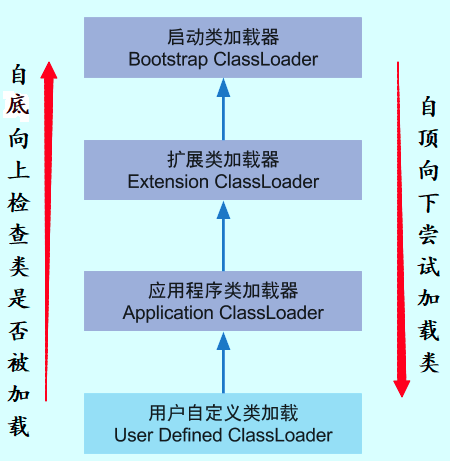 自底向上检查类是否被加载
启动类加载器
Bootstrap ClassLoader
扩展类加载器
Extension ClassLoader
应用程序类加载器
Application ClassLoader
用户自定义类加载
User Defined ClassLoader
自顶向下尝试加载类